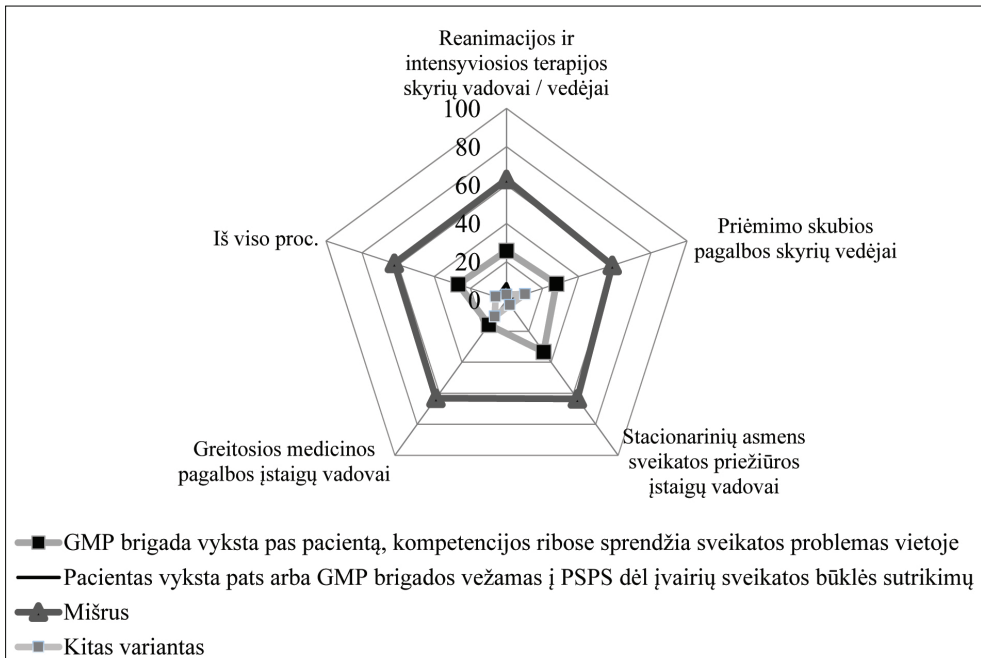 Reanimacijos ir
intensyviosios terapijos
skyrių vadovai / vedėjai
100
80
60
40
20
0
Priėmimo skubios
pagalbos skyrių vedėjai
Stacionarinių asmens
sveikatos priežiūros
įstaigų vadovai
Greitosios medicinos
pagalbos įstaigų vadovai
Iš viso proc.
GMP brigada vyksta pas pacientą, kompetencijos ribose sprendžia sveikatos problemas vietoje
Pacientas vyksta pats arba GMP brigados vežamas į PSPS dėl įvairių sveikatos būklės sutrikimų
Mišrus
Kitas variantas